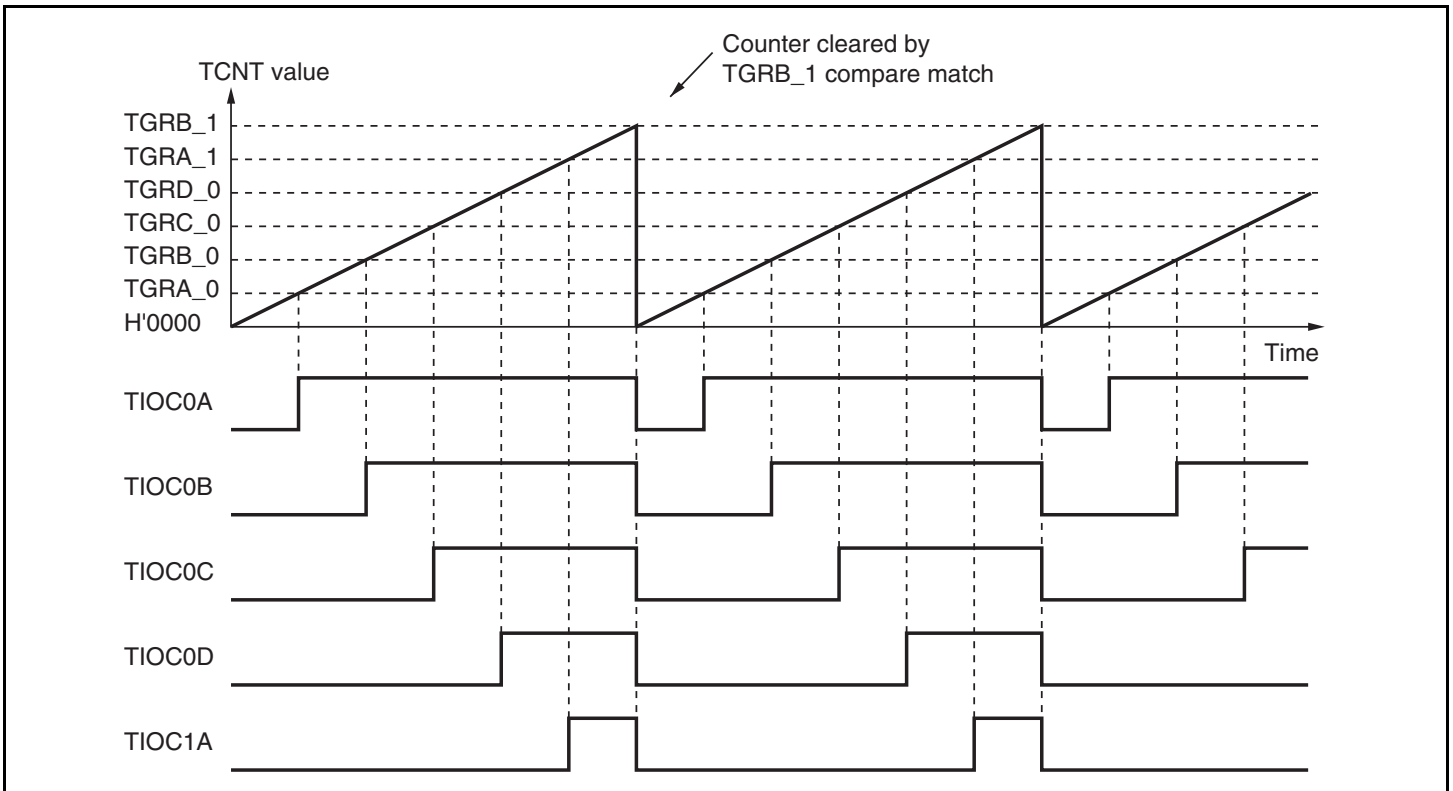 Counter cleared by
TGRB_1 compare match
TCNT value
TGRB_1
TGRA_1
TGRD_0
TGRC_0
TGRB_0
TGRA_0
H'0000
Time
TIOC0A
TIOC0B
TIOC0C
TIOC0D
TIOC1A